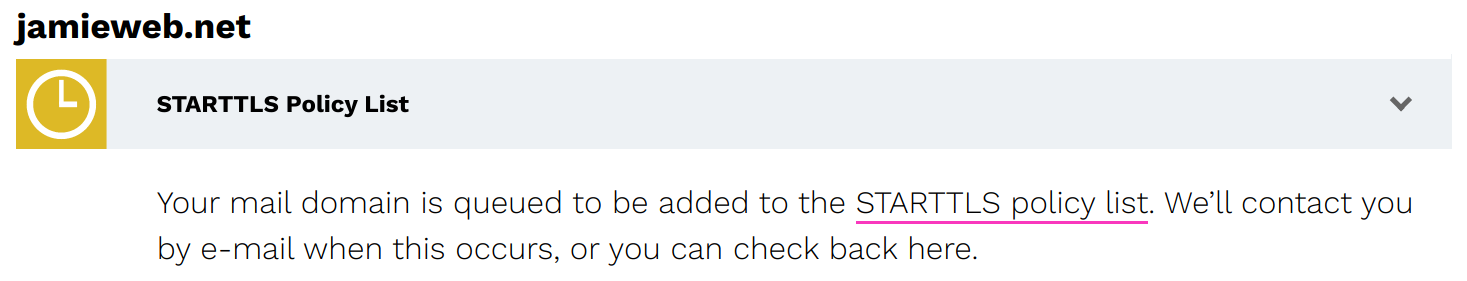 jamieweb.net
STARTTLS Policy List
Your mail domain is queued to be added to the STARTTLS policy list. We’ll contact you
by e-mail when this occurs, or you can check back here.